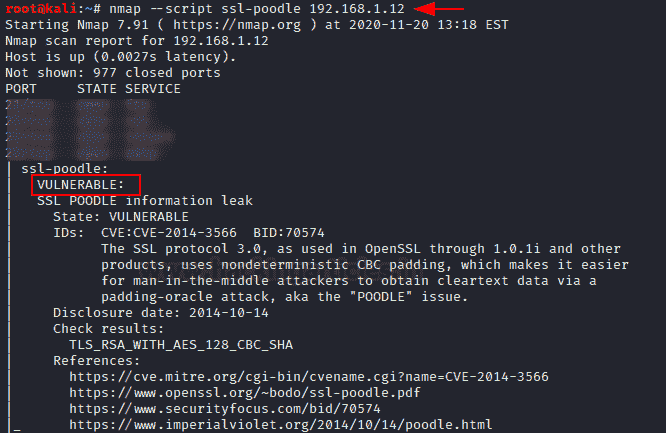 root@kali:~# nmap --script ssl-poodle 192.168.1.12
Starting Nmap 7.91 ( https://nmap.org ) at 2020-11-20 13:18 EST
Nmap scan report for 192.168.1.12
Host is up (0.0027s latency).
Not shown: 977 closed ports
PORT STATE SERVICE
| ssl-poodle:
| VULNERABLE:
| SSL POODLE information leak
| State: VULNERABLE
| IDs: CVE:CVE-2014-3566 BID:70574
| The SSL protocol 3.0, as used in OpenSSL through 1.0.1i and other
| products, uses nondeterministic CBC padding, which makes it easier
| for man-in-the-middle attackers to obtain cleartext data via a
| padding-oracle attack, aka the "POODLE" issue.
| Disclosure date: 2014-10-14
| Check results:
| TLS_RSA_WITH_AES_128_CBC_SHA
| References:
| https://cve.mitre.org/cgi-bin/cvename.cgi?name=CVE-2014-3566
| https://www.openssl.org/~bodo/ssl-poodle.pdf
| https://www.securityfocus.com/bid/70574
|_ https://www.imperialviolet.org/2014/10/14/poodle.html